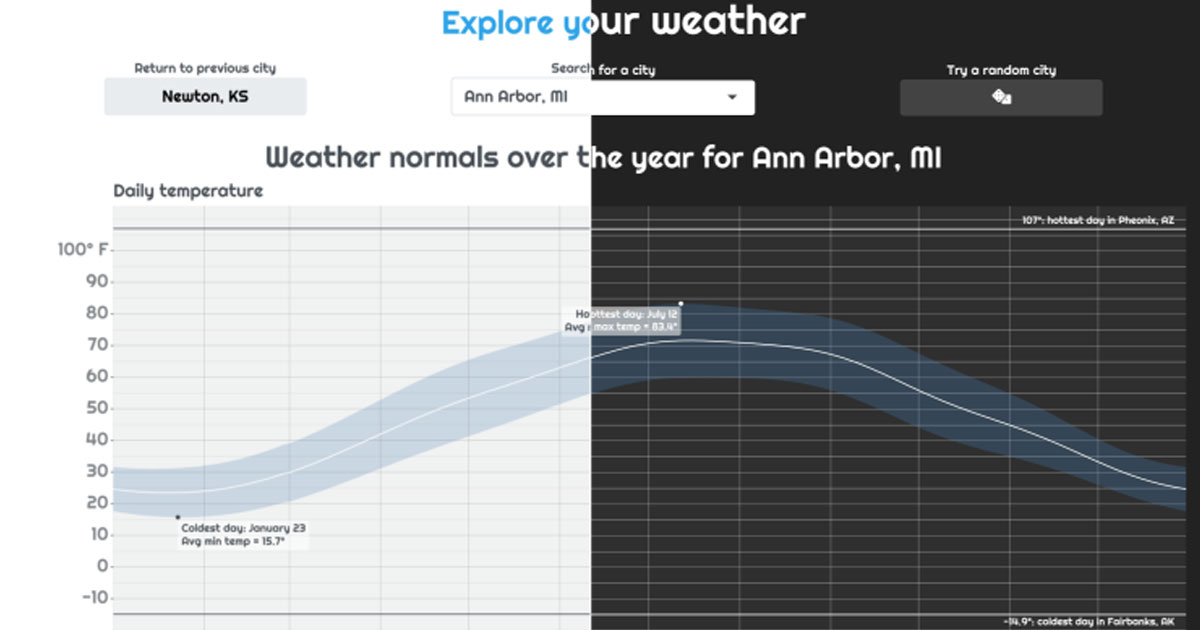 Explore your weather
Return to previous city
Search for a city
Try a random city
Newton, KS
Ann Arbor, MI
Weather normals over the year for Ann Arbor, MI
Daily temperature
107°: hottest day in Pheonix, AZ
100° F
90
80
Hottest day: July 12
Avg max temp = 83.4°
70
60
50
40
30
20
Coldest day: January 23
Avg min temp = 15.7°
10
0
-10
-14.9°: coldest day in Fairbanks, AK